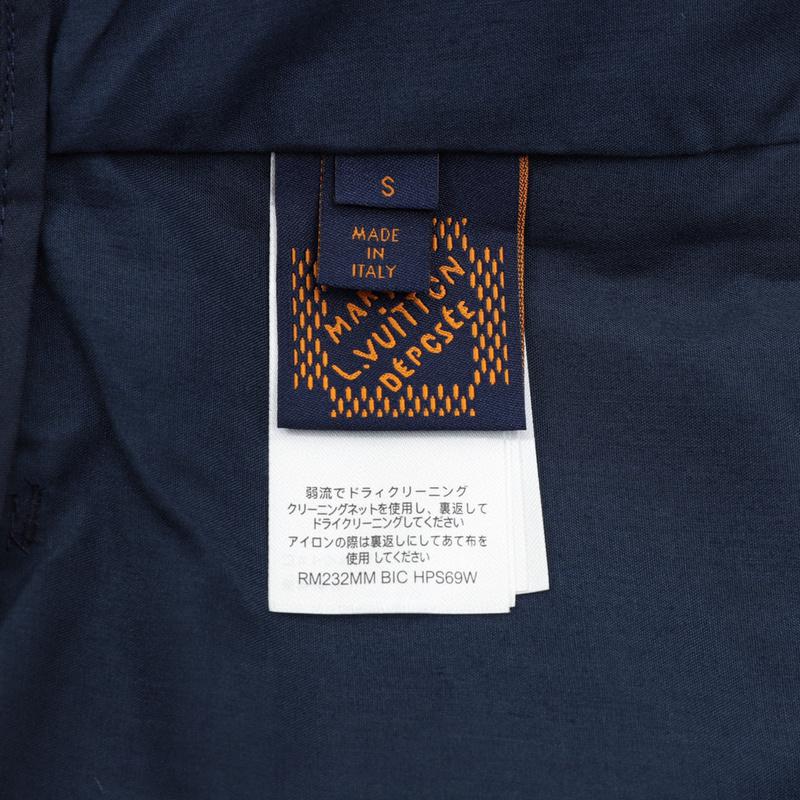 S
MADE
IN
ITALY
L.VUITTON
DÉPOSÉE
弱流でドライクリーニング
クリーニングネットを使用し、裏返して
ドライクリーニングしてください
アイロンの際は裏返しにしてあて布を
使用 してください
RM232MM BIC HPS69W